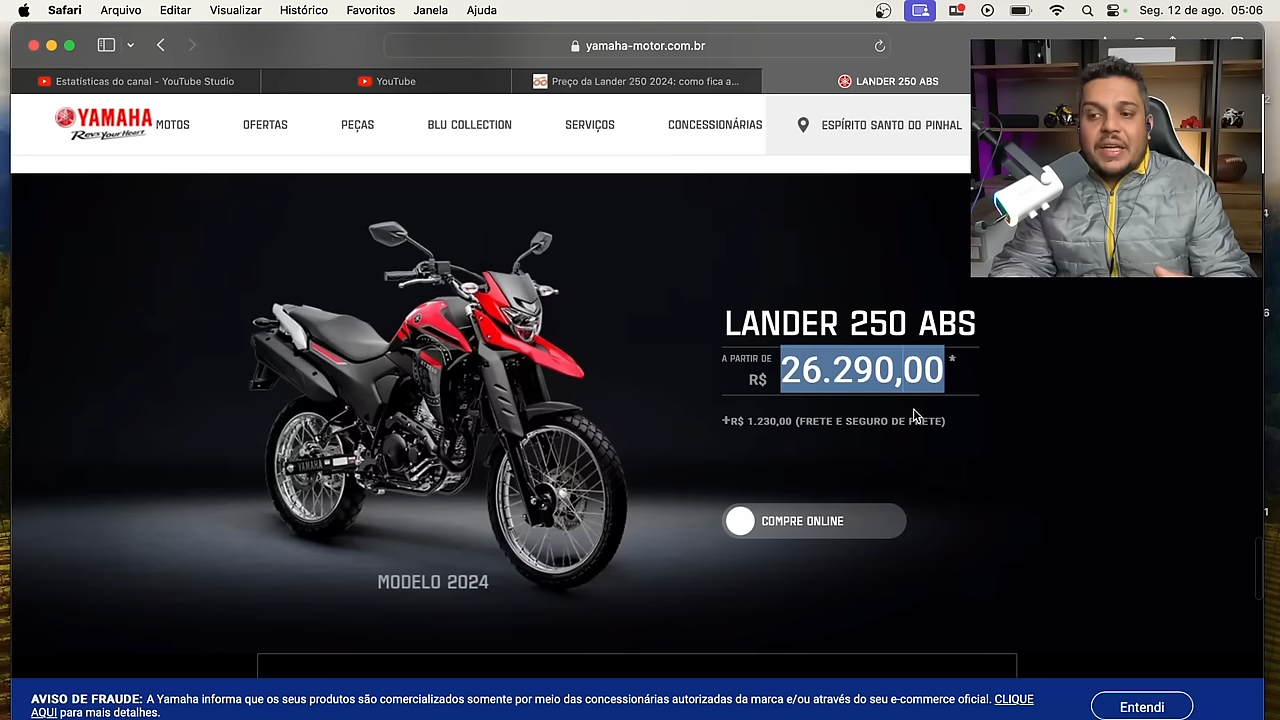 Safari Arquivo Editar Visualizar Histórico Favoritos Janela Ajuda Seg. 12 de ago. 05:06
yamaha-motor.com.br
Estatísticas do canal - YouTube Studio YouTube Preço da Lander 250 2024: como fica a... LANDER 250 ABS
YAMAHA
Revs Your Heart
MOTOS OFERTAS PEÇAS BLU COLLECTION SERVIÇOS CONCESSIONÁRIAS ESPÍRITO SANTO DO PINHAL
LANDER 250 ABS
A PARTIR DE
R$ 26.290,00 *
+R$ 1.230,00 (FRETE E SEGURO DE FRETE)
COMPRE ONLINE
YAMAHA
MODELO 2024
AVISO DE FRAUDE: A Yamaha informa que os seus produtos são comercializados somente por meio das concessionárias autorizadas da marca e/ou através do seu e-commerce oficial. CLIQUE
AQUI para mais detalhes.
Entendi